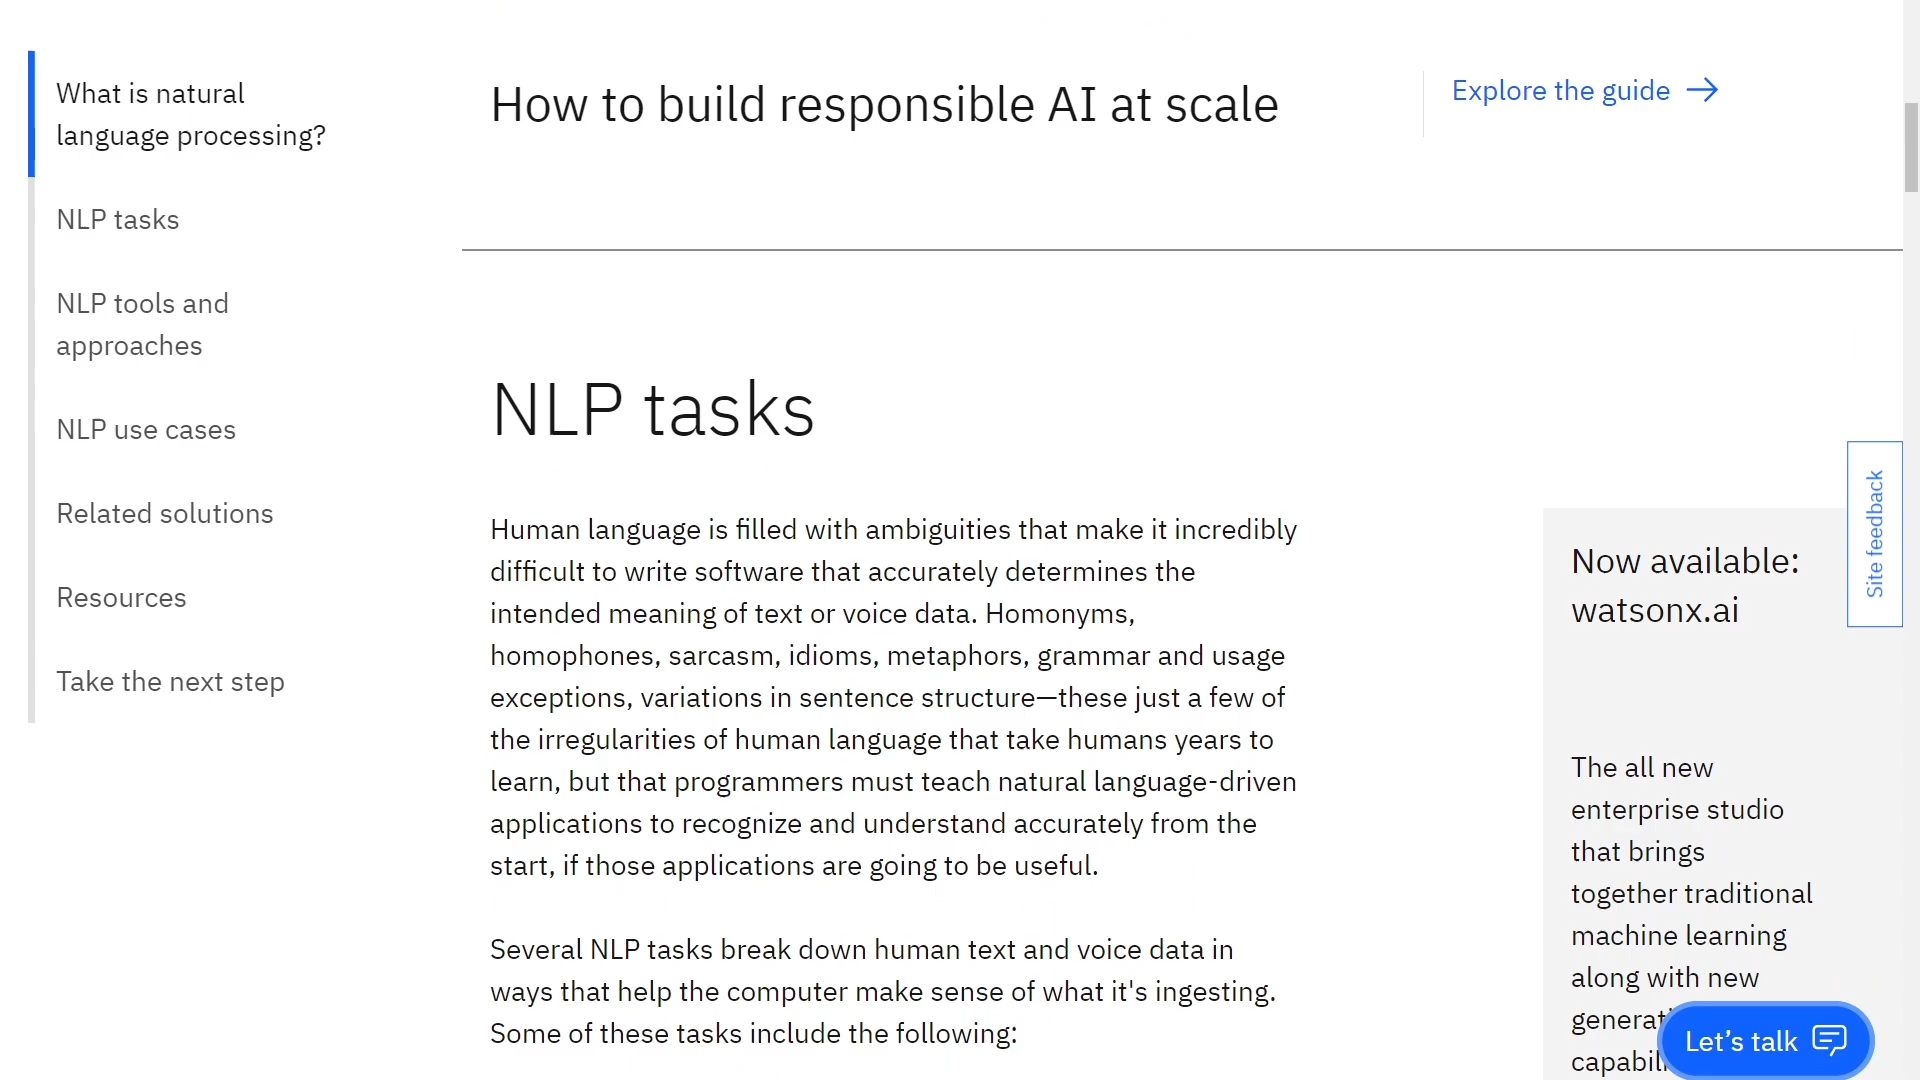 What is natural
language processing?
NLP tasks
NLP tools and
approaches
NLP use cases
Related solutions
Resources
Take the next step
How to build responsible AI at scale
Explore the guide
NLP tasks
Human language is filled with ambiguities that make it incredibly
difficult to write software that accurately determines the
intended meaning of text or voice data. Homonyms,
homophones, sarcasm, idioms, metaphors, grammar and usage
exceptions, variations in sentence structure—these just a few of
the irregularities of human language that take humans years to
learn, but that programmers must teach natural language-driven
applications to recognize and understand accurately from the
start, if those applications are going to be useful.
Several NLP tasks break down human text and voice data in
ways that help the computer make sense of what it's ingesting.
Some of these tasks include the following:
Now available:
watsonx.ai
The all new
enterprise studio
that brings
together traditional
machine learning
along with new
Site feedback
Let’s talk